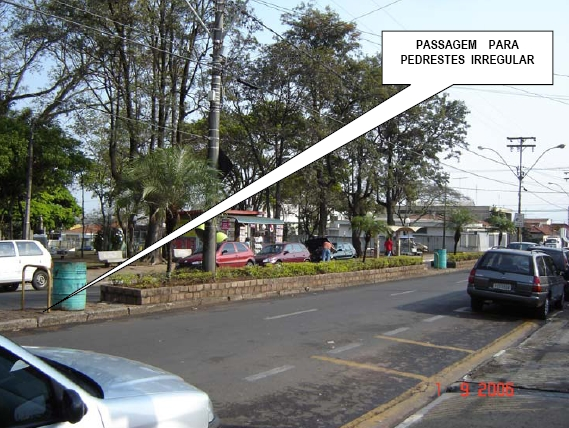 PASSAGEM PARA
PEDRESTES IRREGULAR
1 9 2006